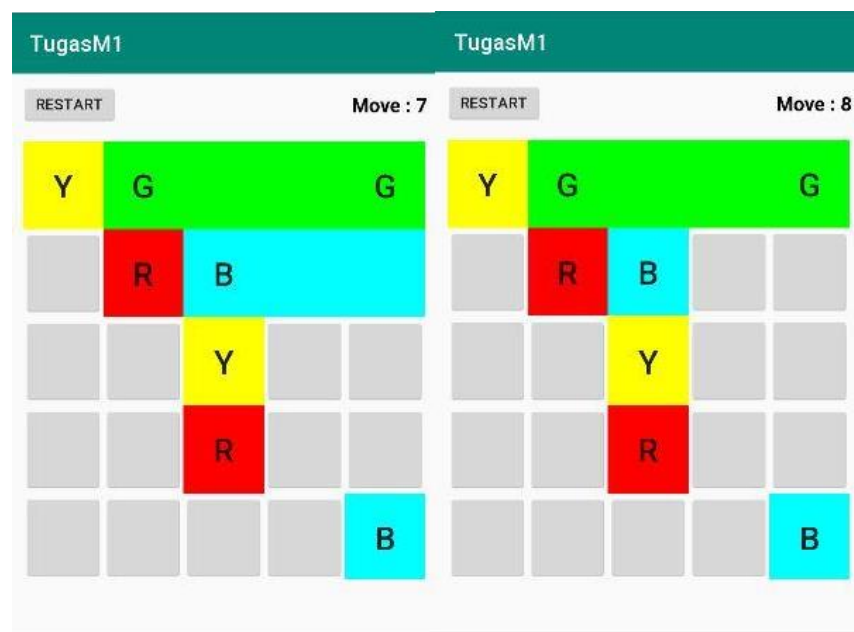 TugasM1
RESTART Move : 7
Y G G
R B
Y
R
B
TugasM1
RESTART Move : 8
Y G G
R B
Y
R
B